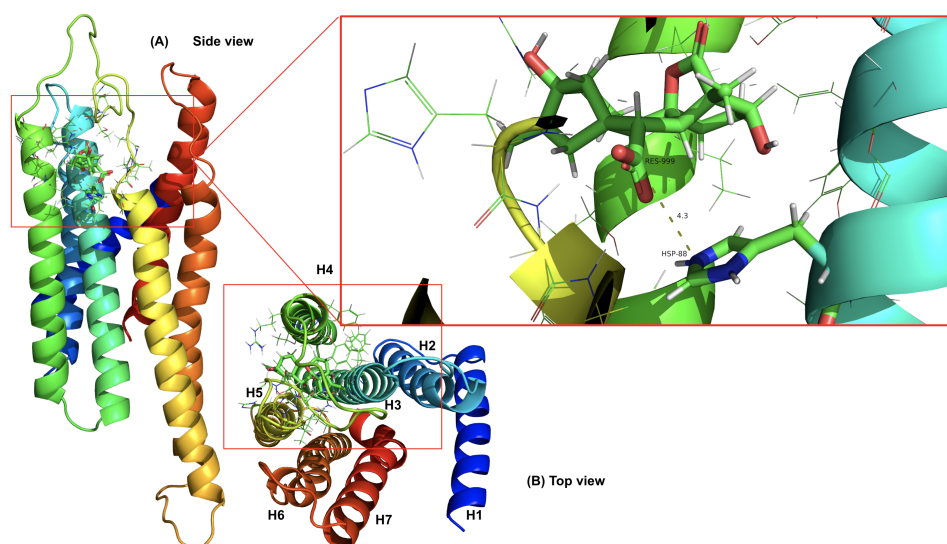 (A) Side view
RES-999
4.3
HSP-88
H4
H2
H5
H3
H6
H7
H1
(B) Top view